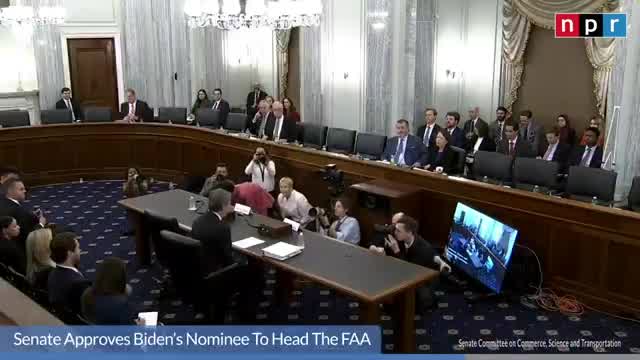 npr
Senate Approves Biden's Nominee To Head The FAA
Senate Committee on Commerce, Science and Transportation